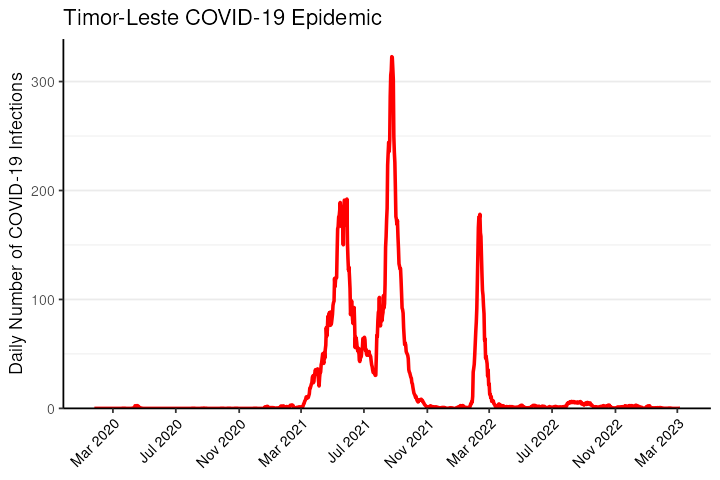 Timor-Leste COVID-19 Epidemic
Daily Number of COVID-19 Infections
300
200
100
0
Mar 2020
Jul 2020
Nov 2020
Mar 2021
Jul 2021
Nov 2021
Mar 2022
Jul 2022
Nov 2022
Mar 2023